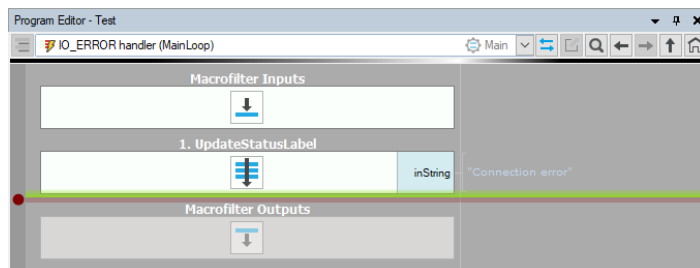 Program Editor - Test
IO_ERROR handler (MainLoop)
Main
Macrofilter Inputs
1. UpdateStatusLabel
inString
"Connection error"
Macrofilter Outputs